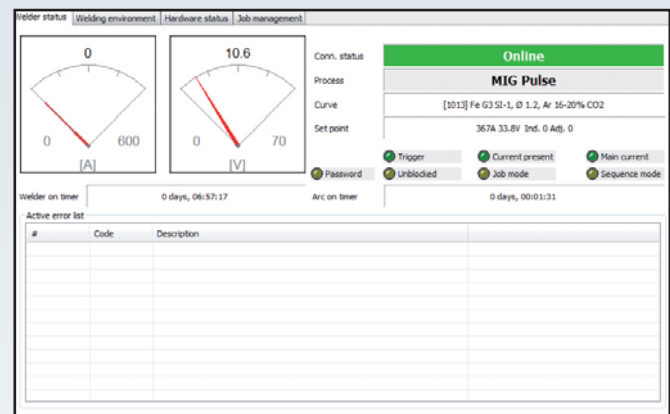 Welder status Welding environment Hardware status Job management
0
0 600
[A]
10.6
0 70
[V]
Conn. status Online
Process MIG Pulse
Curve [1013] Fe G3 SI-1, Ø 1.2, Ar 16-20% CO2
Set point 367A 33.8V Ind. 0 Adj. 0
Trigger Current present Main current
Password Unblocked Job mode Sequence mode
Welder on timer 0 days, 06:57:17 Arc on timer 0 days, 00:01:31
Active error list
# Code Description